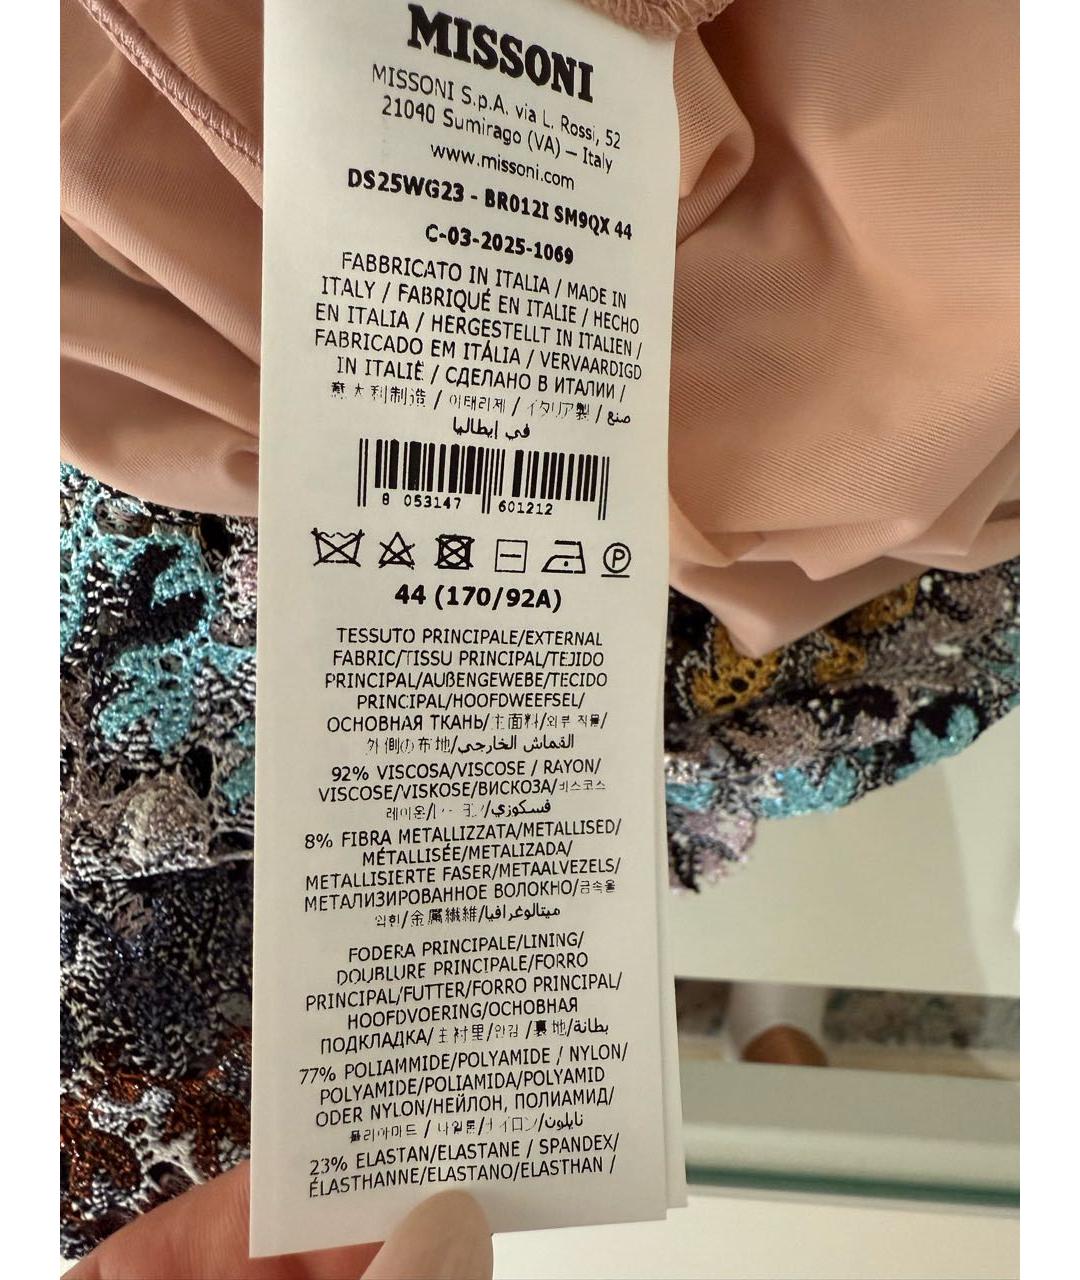 MISSONI
MISSONI S.p.A. via L. Rossi, 52
21040 Sumirago (VA) – Italy
www.missoni.com
DS25WG23 - BR012I SM9QX 44
C-03-2025-1069
FABBRICATO IN ITALIA / MADE IN
ITALY / FABRIQUÉ EN ITALIE / HECHO
EN ITALIA / HERGESTELLT IN ITALIEN /
FABRICADO EM ITÁLIA / VERVAARDIGD
IN ITALIË / СДЕЛАНО В ИТАЛИИ /
意大利制造 / 이태리제 / イタリア製 / صنع
في إيطاليا
8 053147 601212
P
44 (170/92A)
TESSUTO PRINCIPALE/EXTERNAL
FABRIC/TISSU PRINCIPAL/TEJIDO
PRINCIPAL/AUßENGEWEBE/TECIDO
PRINCIPAL/HOOFDWEEFSEL/
ОСНОВНАЯ ТКАНЬ/主面料/외부 직물/
外側の布地/القماش الخارجي
92% VISCOSA/VISCOSE / RAYON/
VISCOSE/VISKOSE/ВИСКОЗА/비스코스
레이온/فسكوزي
8% FIBRA METALLIZZATA/METALLISED/
MÉTALLISÉE/METALIZADA/
METALLISIERTE FASER/METAALVEZELS/
МЕТАЛИЗИРОВАННОЕ ВОЛОКНО/금속을
입힌/金属繊維/ميتالوغرافيا
FODERA PRINCIPALE/LINING/
DOUBLURE PRINCIPALE/FORRO
PRINCIPAL/FUTTER/FORRO PRINCIPAL/
HOOFDVOERING/ОСНОВНАЯ
ПОДКЛАДКА/主衬里/안감/裏地/بطانة
77% POLIAMMIDE/POLYAMIDE / NYLON/
POLYAMIDE/POLIAMIDA/POLYAMID
ODER NYLON/НЕЙЛОН, ПОЛИАМИД/
폴리아마드 / 나일론/ナイロン/نايلون
23% ELASTAN/ELASTANE / SPANDEX/
ÉLASTHANNE/ELASTANO/ELASTHAN /